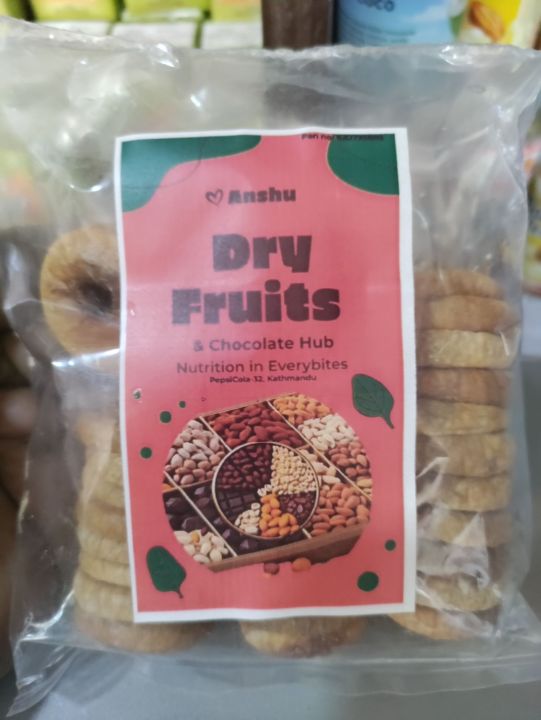 Anshu
Dry
Fruits
& Chocolate Hub
Nutrition in Everybites
PepsiCola-32, Kathmandu